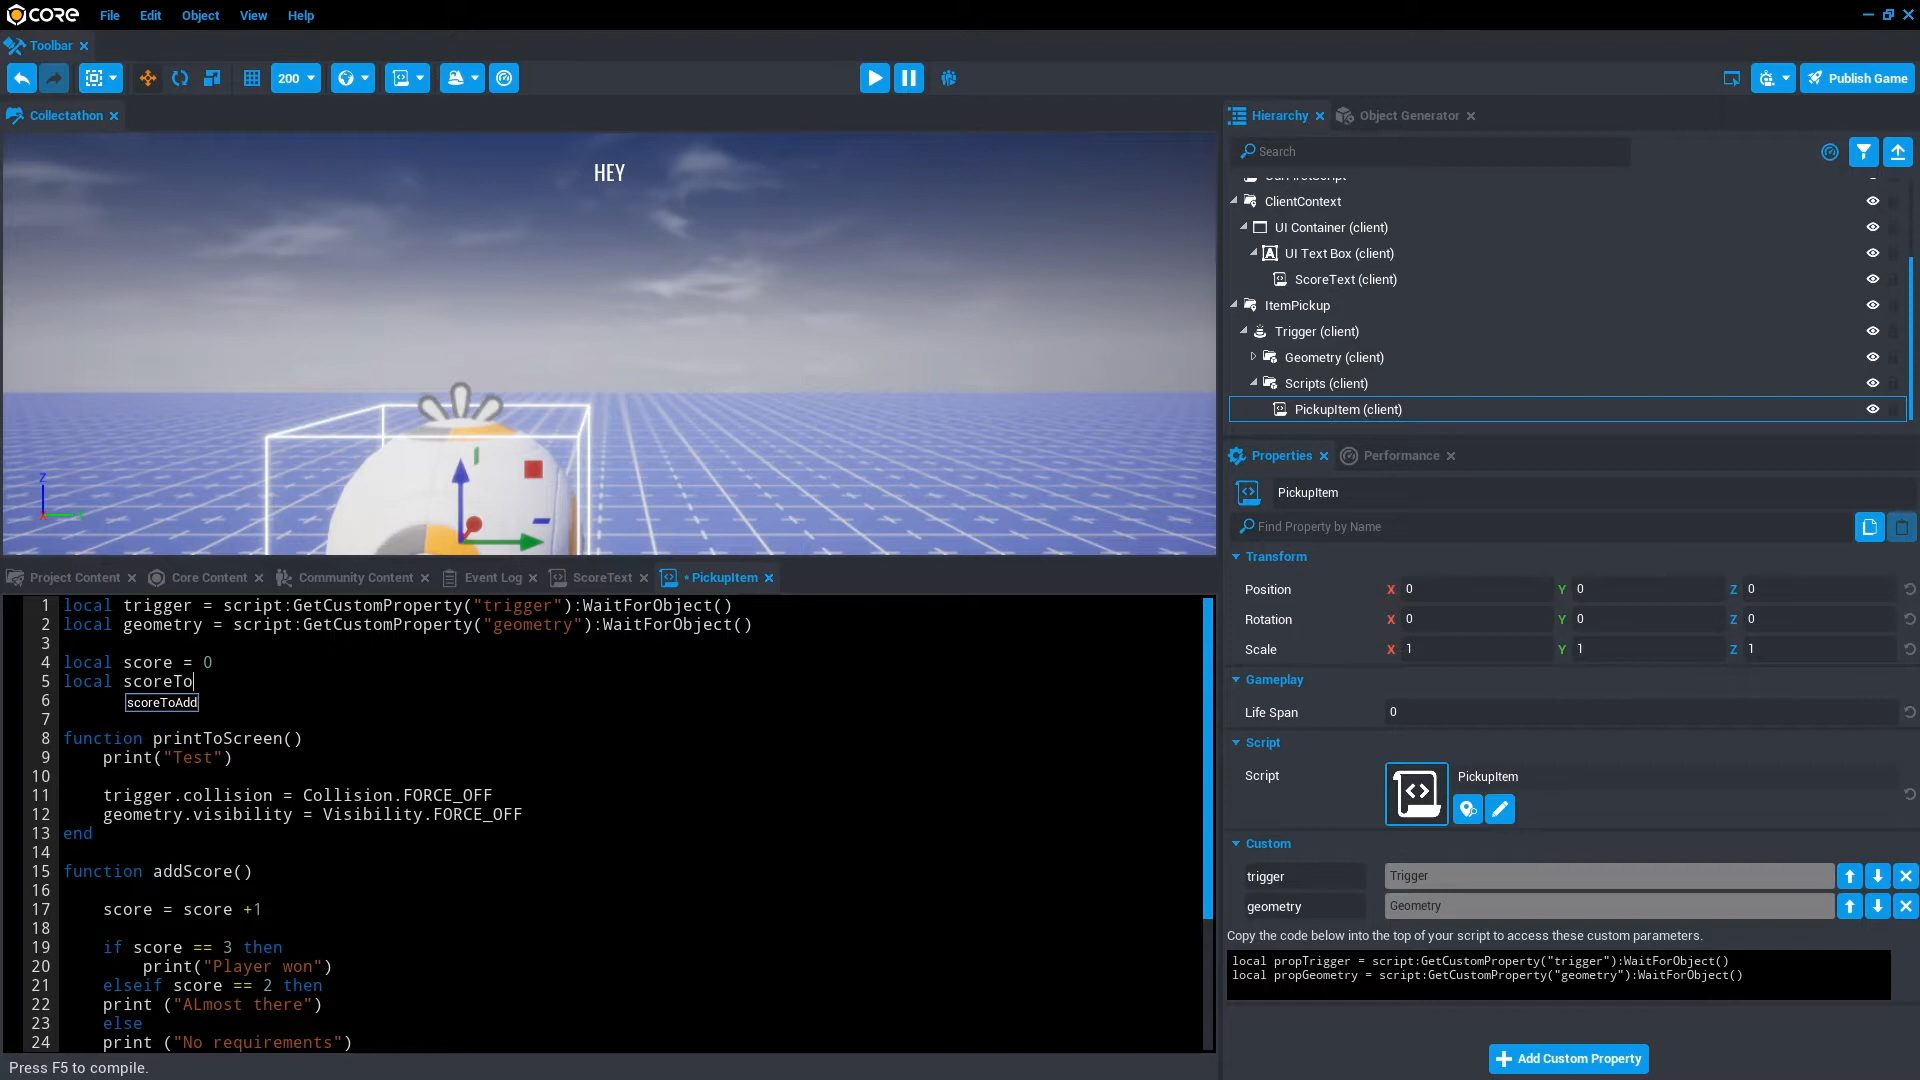 CORE File Edit Object View Help
Toolbar
200
Publish Game
Collectathon
HEY
Hierarchy Object Generator
Search
ClientContext
UI Container (client)
UI Text Box (client)
ScoreText (client)
ItemPickup
Trigger (client)
Geometry (client)
Scripts (client)
PickupItem (client)
Properties Performance
PickupItem
Find Property by Name
Transform
Position X 0 Y 0 Z 0
Rotation X 0 Y 0 Z 0
Scale X 1 Y 1 Z 1
Gameplay
Life Span 0
Script
Script PickupItem
Custom
trigger Trigger
geometry Geometry
Copy the code below into the top of your script to access these custom parameters.
local propTrigger = script:GetCustomProperty("trigger"):WaitForObject()
local propGeometry = script:GetCustomProperty("geometry"):WaitForObject()
Add Custom Property
Z
Project Content Core Content Community Content Event Log ScoreText • PickupItem
1 local trigger = script:GetCustomProperty("trigger"):WaitForObject()
2 local geometry = script:GetCustomProperty("geometry"):WaitForObject()
3
4 local score = 0
5 local scoreTo
6 scoreToAdd
7
8 function printToScreen()
9 print("Test")
10
11 trigger.collision = Collision.FORCE_OFF
12 geometry.visibility = Visibility.FORCE_OFF
13 end
14
15 function addScore()
16
17 score = score +1
18
19 if score == 3 then
20 print("Player won")
21 elseif score == 2 then
22 print ("ALmost there")
23 else
24 print ("No requirements")
Press F5 to compile.